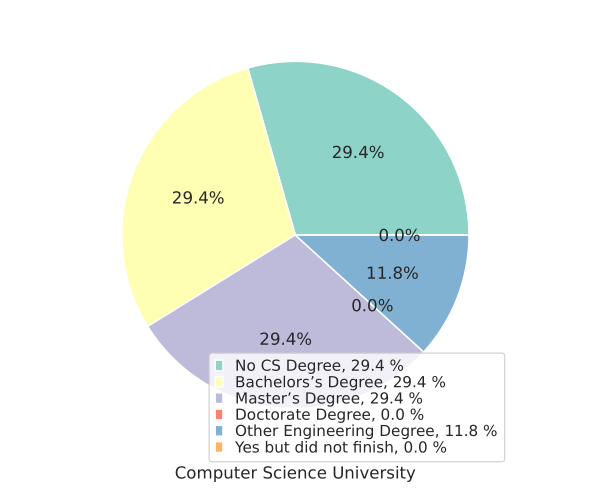 29.4%
29.4%
0.0%
11.8%
0.0%
29.4%
No CS Degree, 29.4 %
Bachelors’s Degree, 29.4 %
Master’s Degree, 29.4 %
Doctorate Degree, 0.0 %
Other Engineering Degree, 11.8 %
Yes but did not finish, 0.0 %
Computer Science University